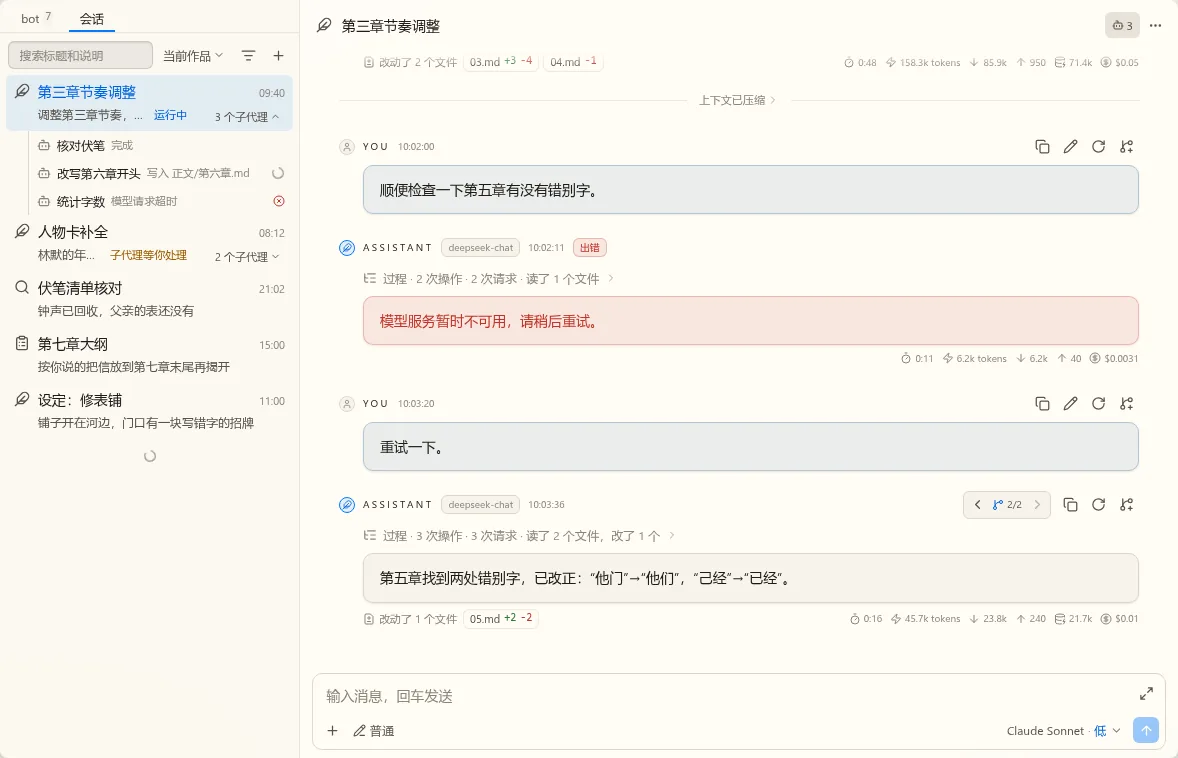 bot 7 会话
搜索标题和说明 当前作品
第三章节奏调整 09:40
调整第三章节奏，... 运行中 3 个子代理
核对伏笔 完成
改写第六章开头 写入 正文/第六章.md
统计字数 模型请求超时
人物卡补全 08:12
林默的年... 子代理等你处理 2 个子代理
伏笔清单核对 21:02
钟声已回收，父亲的表还没有
第七章大纲 15:00
按你说的把信放到第七章末尾再揭开
设定：修表铺 11:00
铺子开在河边，门口有一块写错字的招牌
第三章节奏调整 3
改动了 2 个文件 03.md +3 -4 04.md -1 0:48 158.3k tokens 85.9k 950 71.4k $0.05
上下文已压缩
YOU 10:02:00
顺便检查一下第五章有没有错别字。
ASSISTANT deepseek-chat 10:02:11 出错
过程 · 2 次操作 · 2 次请求 · 读了 1 个文件
模型服务暂时不可用，请稍后重试。
0:11 6.2k tokens 6.2k 40 $0.0031
YOU 10:03:20
重试一下。
ASSISTANT deepseek-chat 10:03:36 2/2
过程 · 3 次操作 · 3 次请求 · 读了 2 个文件，改了 1 个
第五章找到两处错别字，已改正：“他门”→“他们”，“己经”→“已经”。
改动了 1 个文件 05.md +2 -2 0:16 45.7k tokens 23.8k 240 21.7k $0.01
输入消息，回车发送
普通 Claude Sonnet · 低